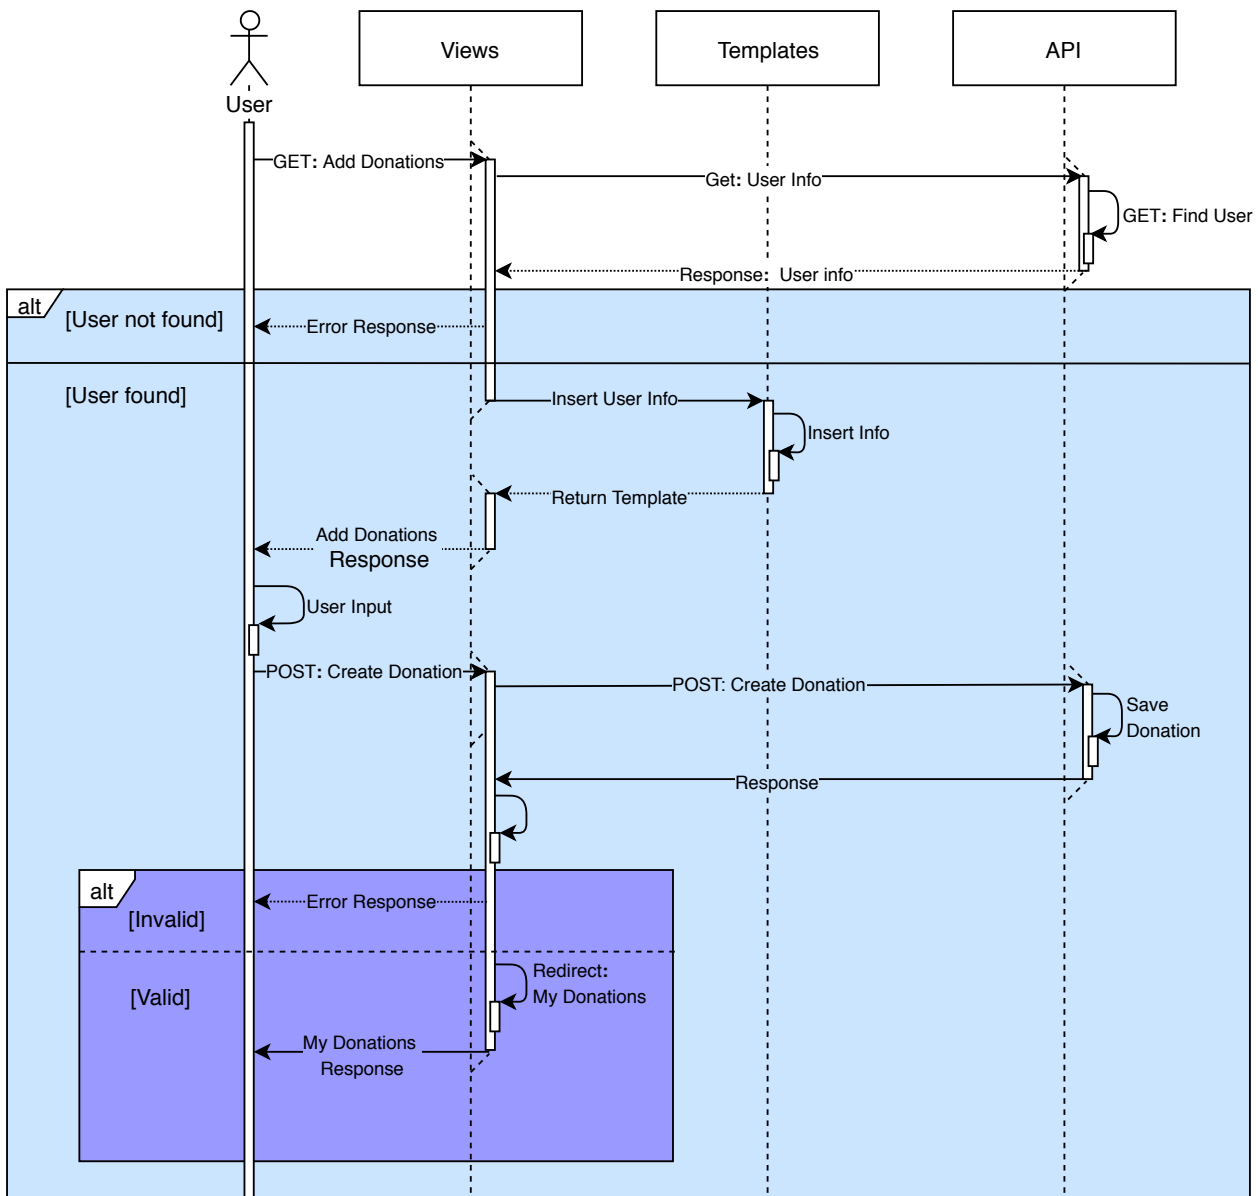 User
Views
Templates
API
GET: Add Donations
Get: User Info
GET: Find User
Response: User info
alt
[User not found]
Error Response
[User found]
Insert User Info
Insert Info
Return Template
Add Donations
Response
User Input
POST: Create Donation
POST: Create Donation
Save
Donation
Response
alt
Error Response
[Invalid]
Redirect:
My Donations
[Valid]
My Donations
Response